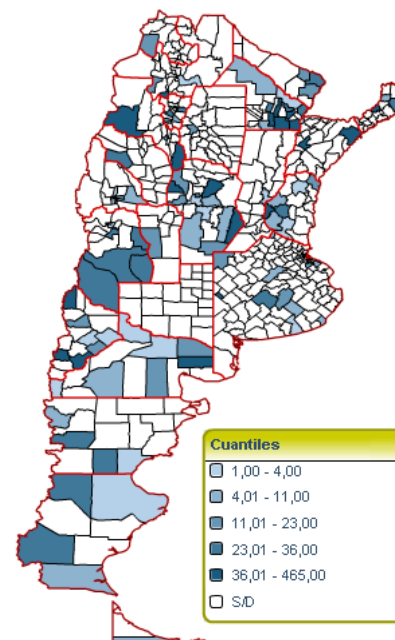 Cuantiles
1,00 - 4,00
4,01 - 11,00
11,01 - 23,00
23,01 - 36,00
36,01 - 465,00
S/D